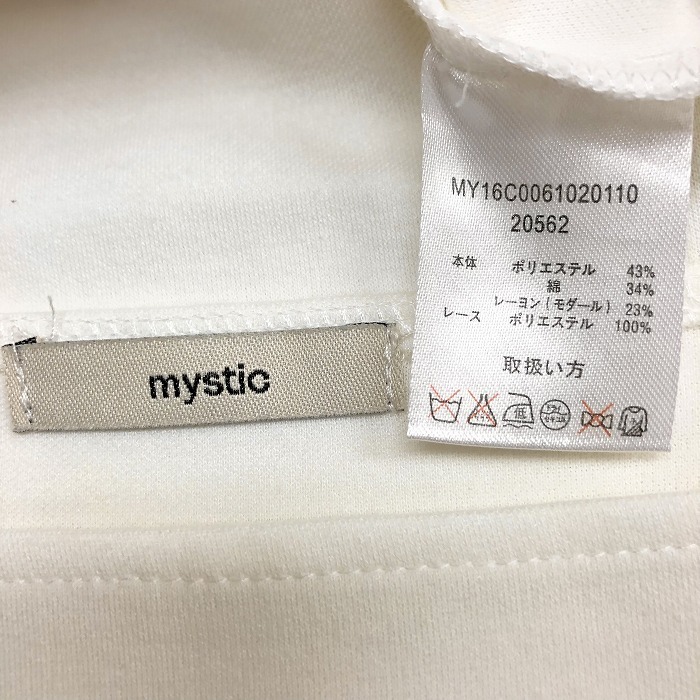 mystic
MY16C0061020110
20562
本体 ポリエステル 43%
綿 34%
レーヨン(モダール) 23%
レース ポリエステル 100%
取扱い方
低